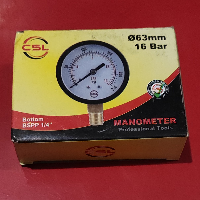 CSL
Ø63mm
16 Bar
Bottom
BSPP 1/4"
MANOMETER
Professional Tools